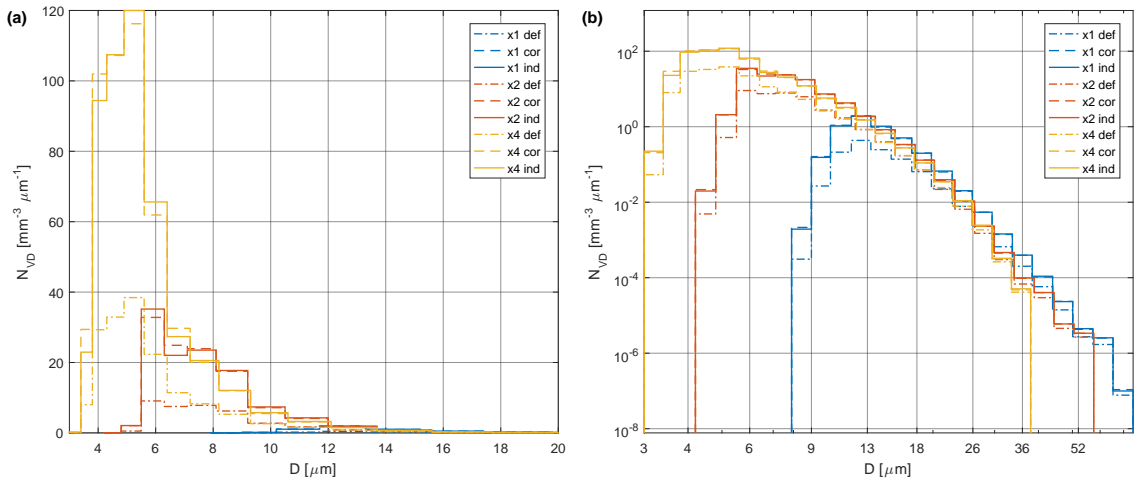 (a)
120
100
80
60
40
20
0
4
6
8
10
12
14
16
18
20
D [μm]
N_VD [mm^-3 μm^-1]
x1 def
x1 cor
x1 ind
x2 def
x2 cor
x2 ind
x4 def
x4 cor
x4 ind
(b)
10^2
10^0
10^-2
10^-4
10^-6
10^-8
3
4
6
9
13
18
26
36
52
D [μm]
N_VD [mm^-3 μm^-1]
x1 def
x1 cor
x1 ind
x2 def
x2 cor
x2 ind
x4 def
x4 cor
x4 ind